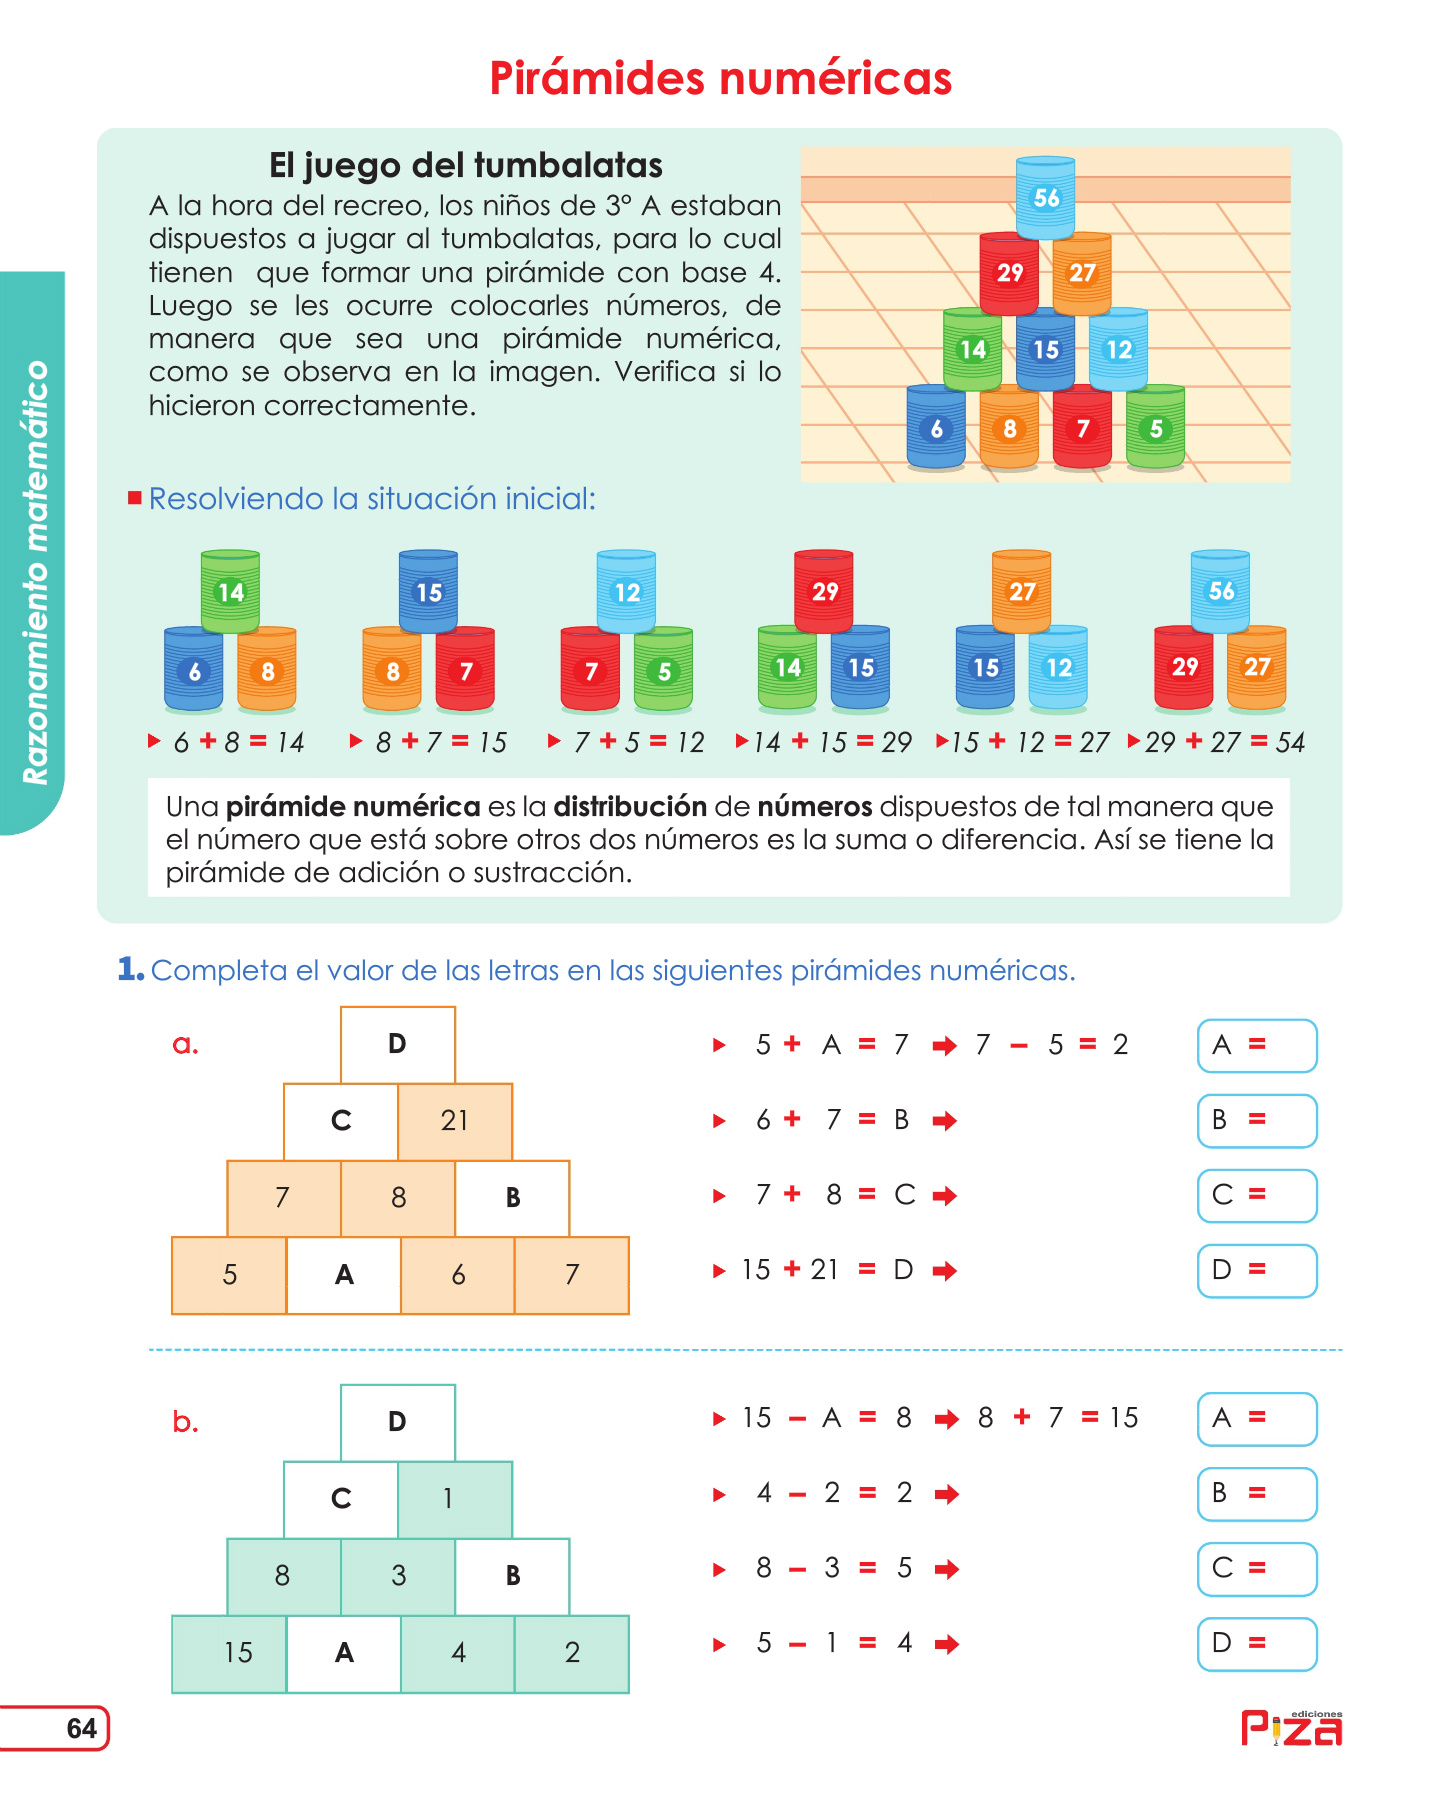 Pirámides numéricas
El juego del tumbalatas
A la hora del recreo, los niños de 3° A estaban
dispuestos a jugar al tumbalatas, para lo cual
tienen que formar una pirámide con base 4.
Luego se les ocurre colocarles números, de
manera que sea una pirámide numérica,
como se observa en la imagen. Verifica si lo
hicieron correctamente.
56
29 27
14 15 12
6 8 7 5
Razonamiento matemático
Resolviendo la situación inicial:
14 15 12 29 27 56
6 8 8 7 7 5 14 15 15 12 29 27
6 + 8 = 14 8 + 7 = 15 7 + 5 = 12 14 + 15 = 29 15 + 12 = 27 29 + 27 = 54
Una pirámide numérica es la distribución de números dispuestos de tal manera que
el número que está sobre otros dos números es la suma o diferencia. Así se tiene la
pirámide de adición o sustracción.
1. Completa el valor de las letras en las siguientes pirámides numéricas.
a.
D
C 21
7 8 B
5 A 6 7
5 + A = 7 7 – 5 = 2 A =
6 + 7 = B B =
7 + 8 = C C =
15 + 21 = D D =
b.
D
C 1
8 3 B
15 A 4 2
15 – A = 8 8 + 7 = 15 A =
4 – 2 = 2 B =
8 – 3 = 5 C =
5 – 1 = 4 D =
64
ediciones
Piza